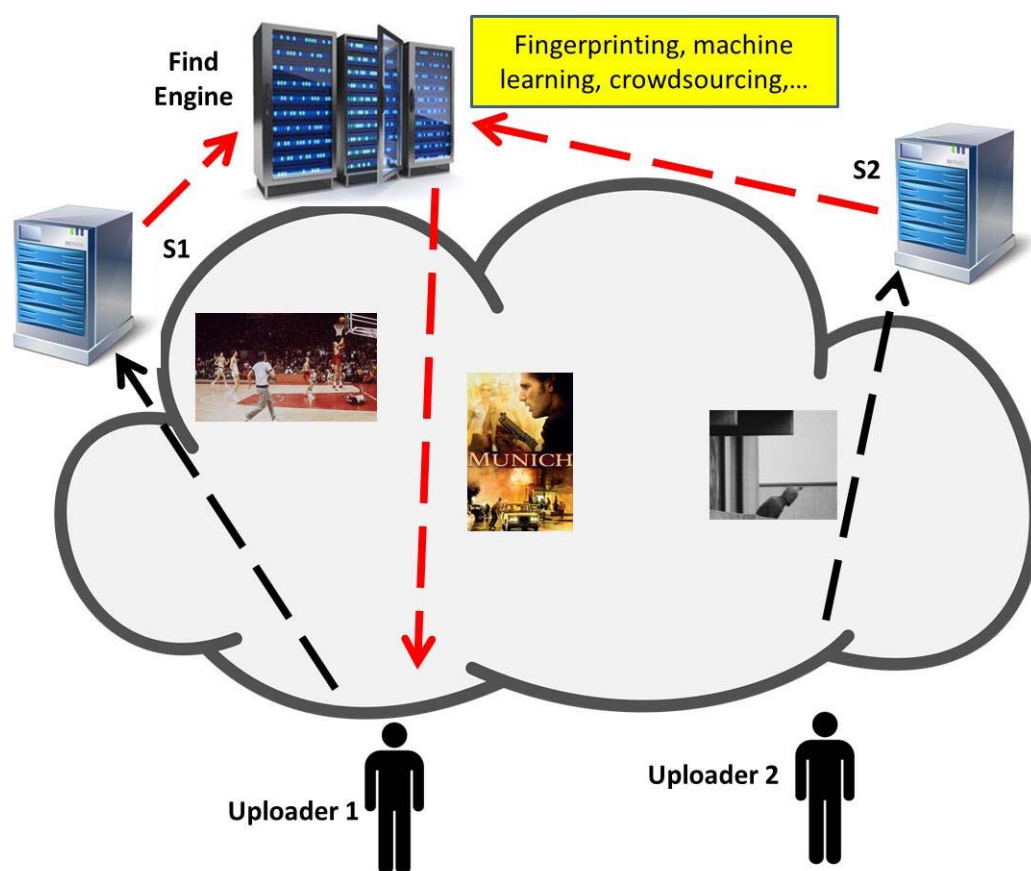 Find
Engine
Fingerprinting, machine
learning, crowdsourcing,...
S2
S1
MUNICH
Uploader 2
Uploader 1